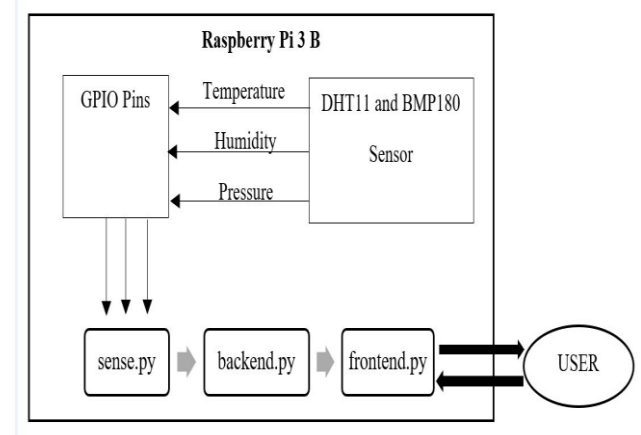 Raspberry Pi 3 B
GPIO Pins
Temperature
Humidity
Pressure
DHT11 and BMP180
Sensor
sense.py
backend.py
frontend.py
USER